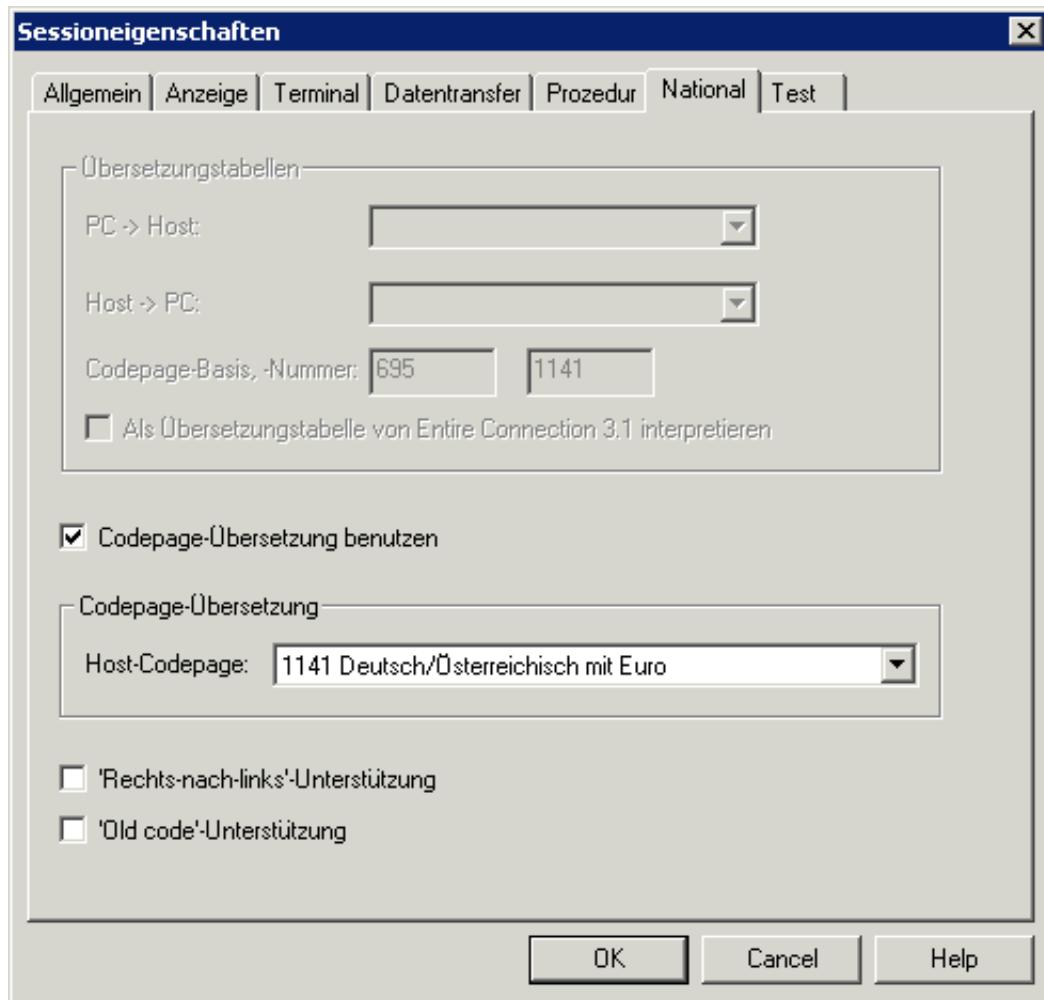 Sessioneigenschaften
Allgemein Anzeige Terminal Datentransfer Prozedur National Test
Übersetzungstabellen
PC -> Host:
Host -> PC:
Codepage-Basis, -Nummer: 695 1141
Als Übersetzungstabelle von Entire Connection 3.1 interpretieren
Codepage-Übersetzung benutzen
Codepage-Übersetzung
Host-Codepage: 1141 Deutsch/Österreichisch mit Euro
'Rechts-nach-links'-Unterstützung
'Old code'-Unterstützung
OK Cancel Help